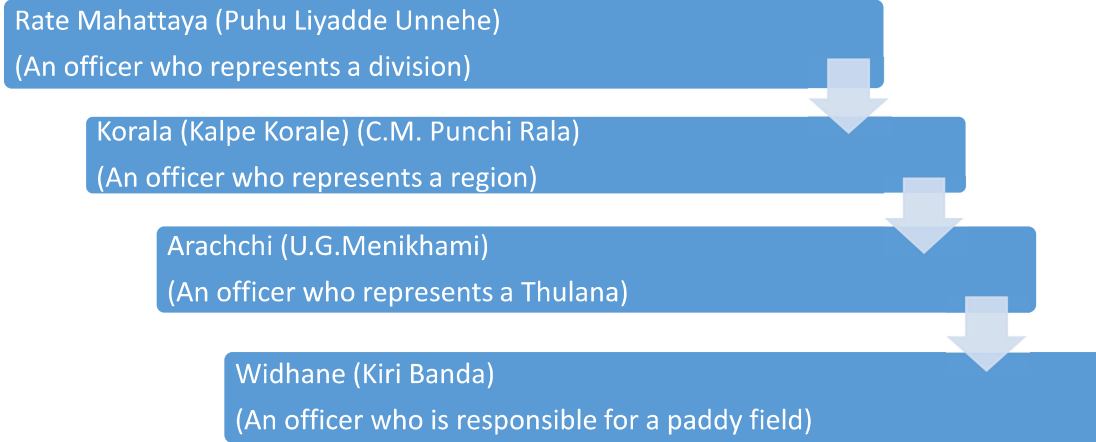 Rate Mahattaya (Puhu Liyadde Unnehe)
(An officer who represents a division)
Korala (Kalpe Korale) (C.M. Punchi Rala)
(An officer who represents a region)
Arachchi (U.G.Menikhami)
(An officer who represents a Thulana)
Widhane (Kiri Banda)
(An officer who is responsible for a paddy field)